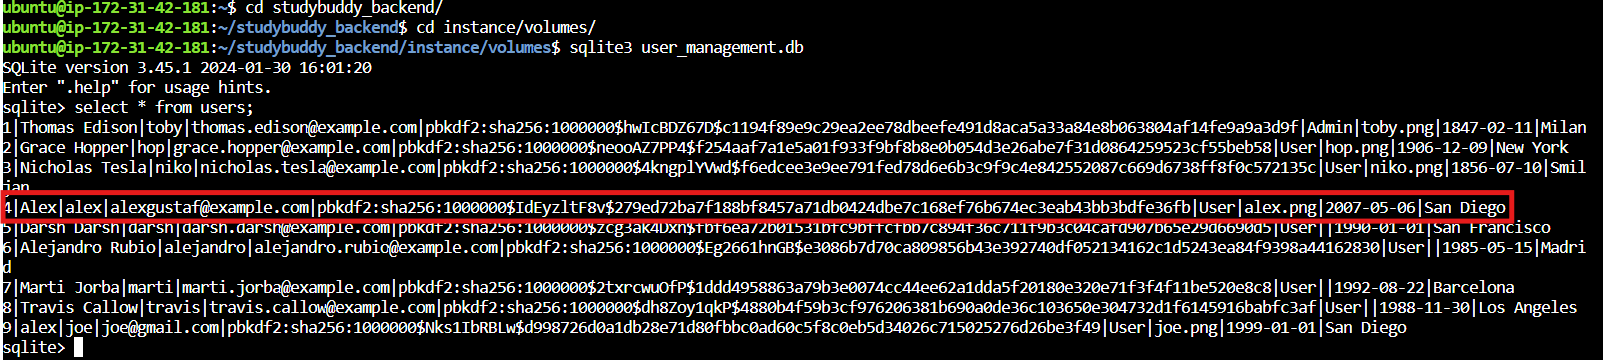 ubuntu@ip-172-31-42-181:~$ cd studybuddy_backend/
ubuntu@ip-172-31-42-181:~/studybuddy_backend$ cd instance/volumes/
ubuntu@ip-172-31-42-181:~/studybuddy_backend/instance/volumes$ sqlite3 user_management.db
SQLite version 3.45.1 2024-01-30 16:01:20
Enter ".help" for usage hints.
sqlite> select * from users;
1|Thomas Edison|toby|thomas.edison@example.com|pbkdf2:sha256:1000000$hwIcBDZ67D$c1194f89e9c29ea2ee78dbeefe491d8aca5a33a84e8b063804af14fe9a9a3d9f|Admin|toby.png|1847-02-11|Milan
2|Grace Hopper|hop|grace.hopper@example.com|pbkdf2:sha256:1000000$neooAZ7PP4$f254aaf7a1e5a01f933f9bf8b8e0b054d3e26abe7f31d0864259523cf55beb58|User|hop.png|1906-12-09|New York
3|Nicholas Tesla|niko|nicholas.tesla@example.com|pbkdf2:sha256:1000000$4kngplYVwd$f6edcee3e9ee791fed78d6e6b3c9f9c4e842552087c669d6738ff8f0c572135c|User|niko.png|1856-07-10|Smil
jan
4|Alex|alex|alexgustaf@example.com|pbkdf2:sha256:1000000$IdEyzltF8v$279ed72ba7f188bf8457a71db0424dbe7c168ef76b674ec3eab43bb3bdfe36fb|User|alex.png|2007-05-06|San Diego
5|Darsh Darsh|darsh|darsh.darsh@example.com|pbkdf2:sha256:1000000$zcg3ak4Dxn$fbf6ea72b01531bfc9bffcfbb7c894f36c711f9b3c04cafd907b65e29d6690d5|User||1990-01-01|San Francisco
6|Alejandro Rubio|alejandro|alejandro.rubio@example.com|pbkdf2:sha256:1000000$Eg2661hnGB$e3086b7d70ca809856b43e392740df052134162c1d5243ea84f9398a44162830|User||1985-05-15|Madri
d
7|Marti Jorba|marti|marti.jorba@example.com|pbkdf2:sha256:1000000$2txrcwuOfP$1ddd4958863a79b3e0074cc44ee62a1dda5f20180e320e71f3f4f11be520e8c8|User||1992-08-22|Barcelona
8|Travis Callow|travis|travis.callow@example.com|pbkdf2:sha256:1000000$dh8Zoy1qkP$4880b4f59b3cf976206381b690a0de36c103650e304732d1f6145916babfc3af|User||1988-11-30|Los Angeles
9|alex|joe|joe@gmail.com|pbkdf2:sha256:1000000$Nks1IbRBLw$d998726d0a1db28e71d80fbbc0ad60c5f8c0eb5d34026c715025276d26be3f49|User|joe.png|1999-01-01|San Diego
sqlite>